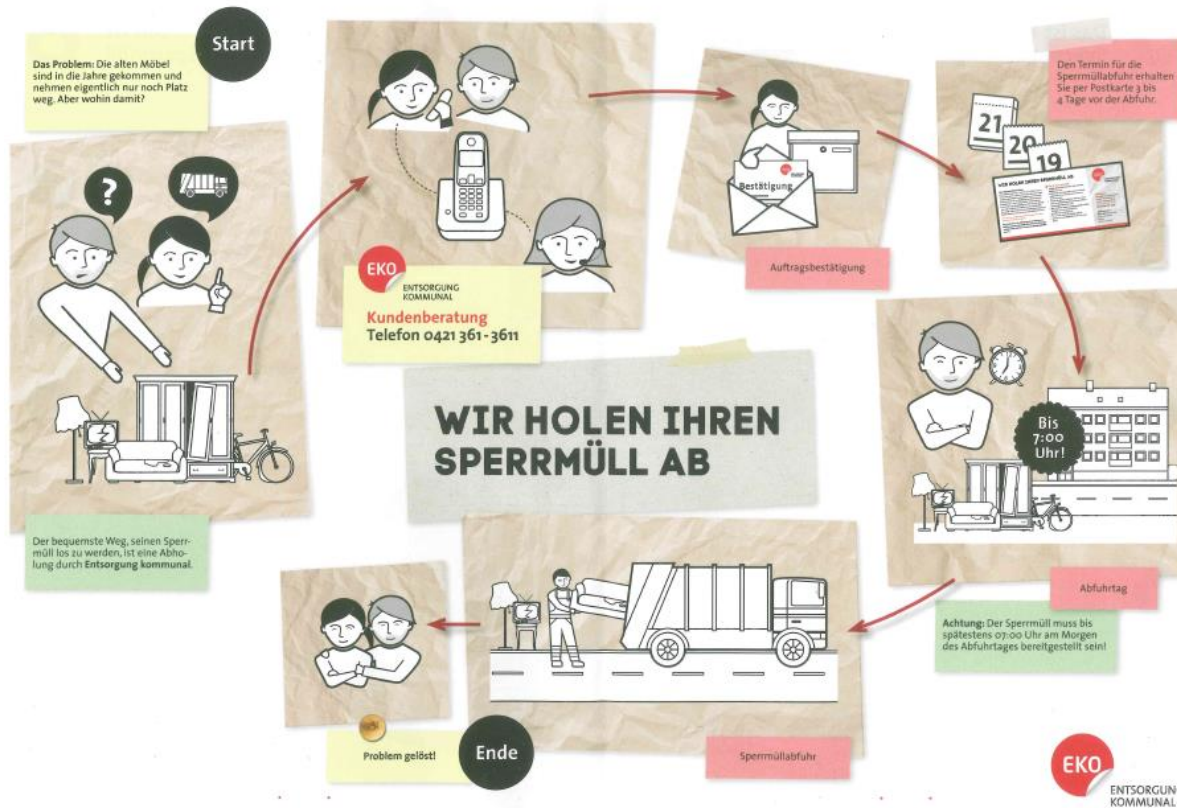 Start
Das Problem: Die alten Möbel
sind in die Jahre gekommen und
nehmen eigentlich nur noch Platz
weg. Aber wohin damit?
?
Der bequemste Weg, seinen Sperr-
müll los zu werden, ist eine Abho-
lung durch Entsorgung kommunal.
EKO
ENTSORGUNG
KOMMUNAL
Kundenberatung
Telefon 0421 361-3611
Bestätigung
Auftragsbestätigung
Den Termin für die
Sperrmüllabfuhr erhalten
Sie per Postkarte 3 bis
4 Tage vor der Abfuhr.
21
20
19
WIR HOLEN IHREN SPERRMÜLL AB
WIR HOLEN IHREN
SPERRMÜLL AB
Bis
7:00
Uhr!
Abfuhrtag
Achtung: Der Sperrmüll muss bis
spätestens 07:00 Uhr am Morgen
des Abfuhrtages bereitgestellt sein!
Sperrmüllabfuhr
Problem gelöst!
Ende
EKO
ENTSORGUN
KOMMUNAL